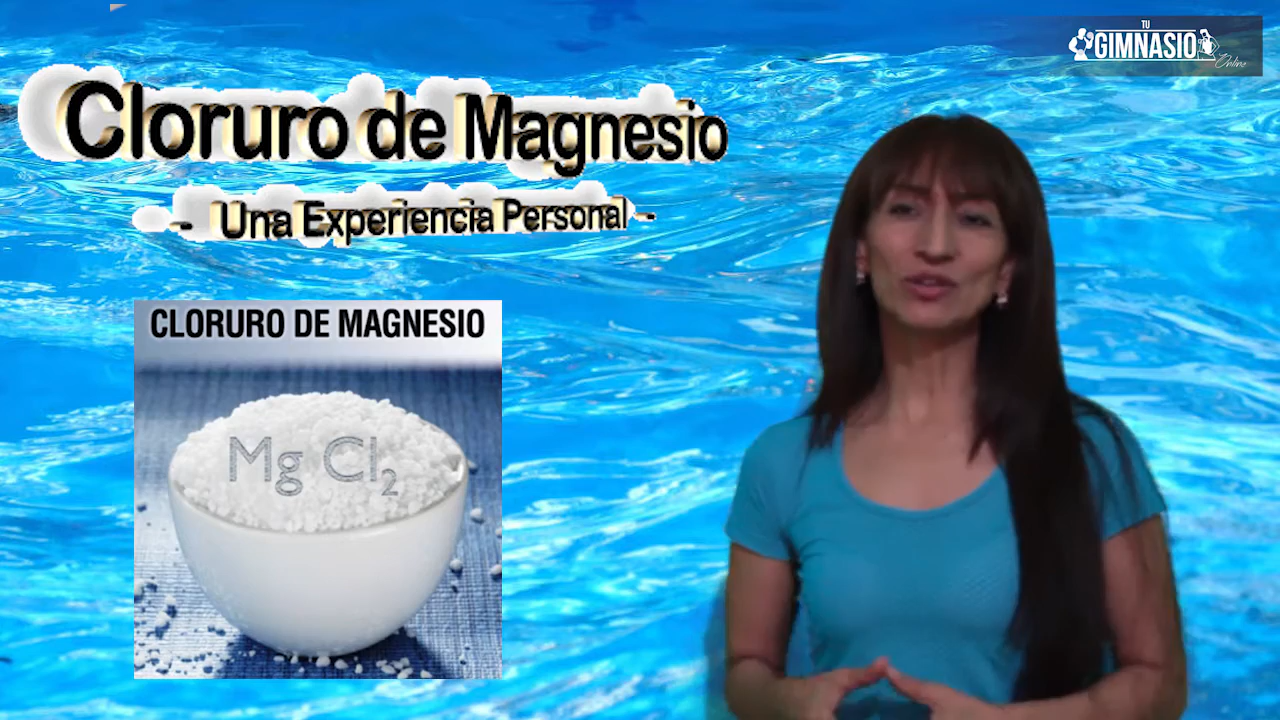 TU
GIMNASIO
Online
Cloruro de Magnesio
- Una Experiencia Personal -
CLORURO DE MAGNESIO
Mg Cl₂